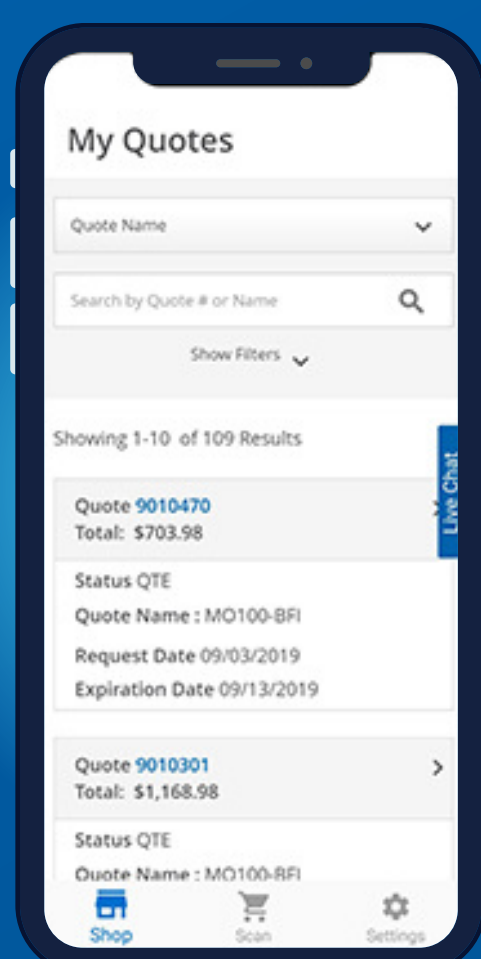 My Quotes
Quote Name
Search by Quote # or Name
Show Filters
Showing 1-10 of 109 Results
Live Chat
Quote 9010470
Total: $703.98
Status QTE
Quote Name : MO100-BFI
Request Date 09/03/2019
Expiration Date 09/13/2019
Quote 9010301
Total: $1,168.98
Status QTE
Quote Name : MO100-BFI
Shop
Scan
Settings